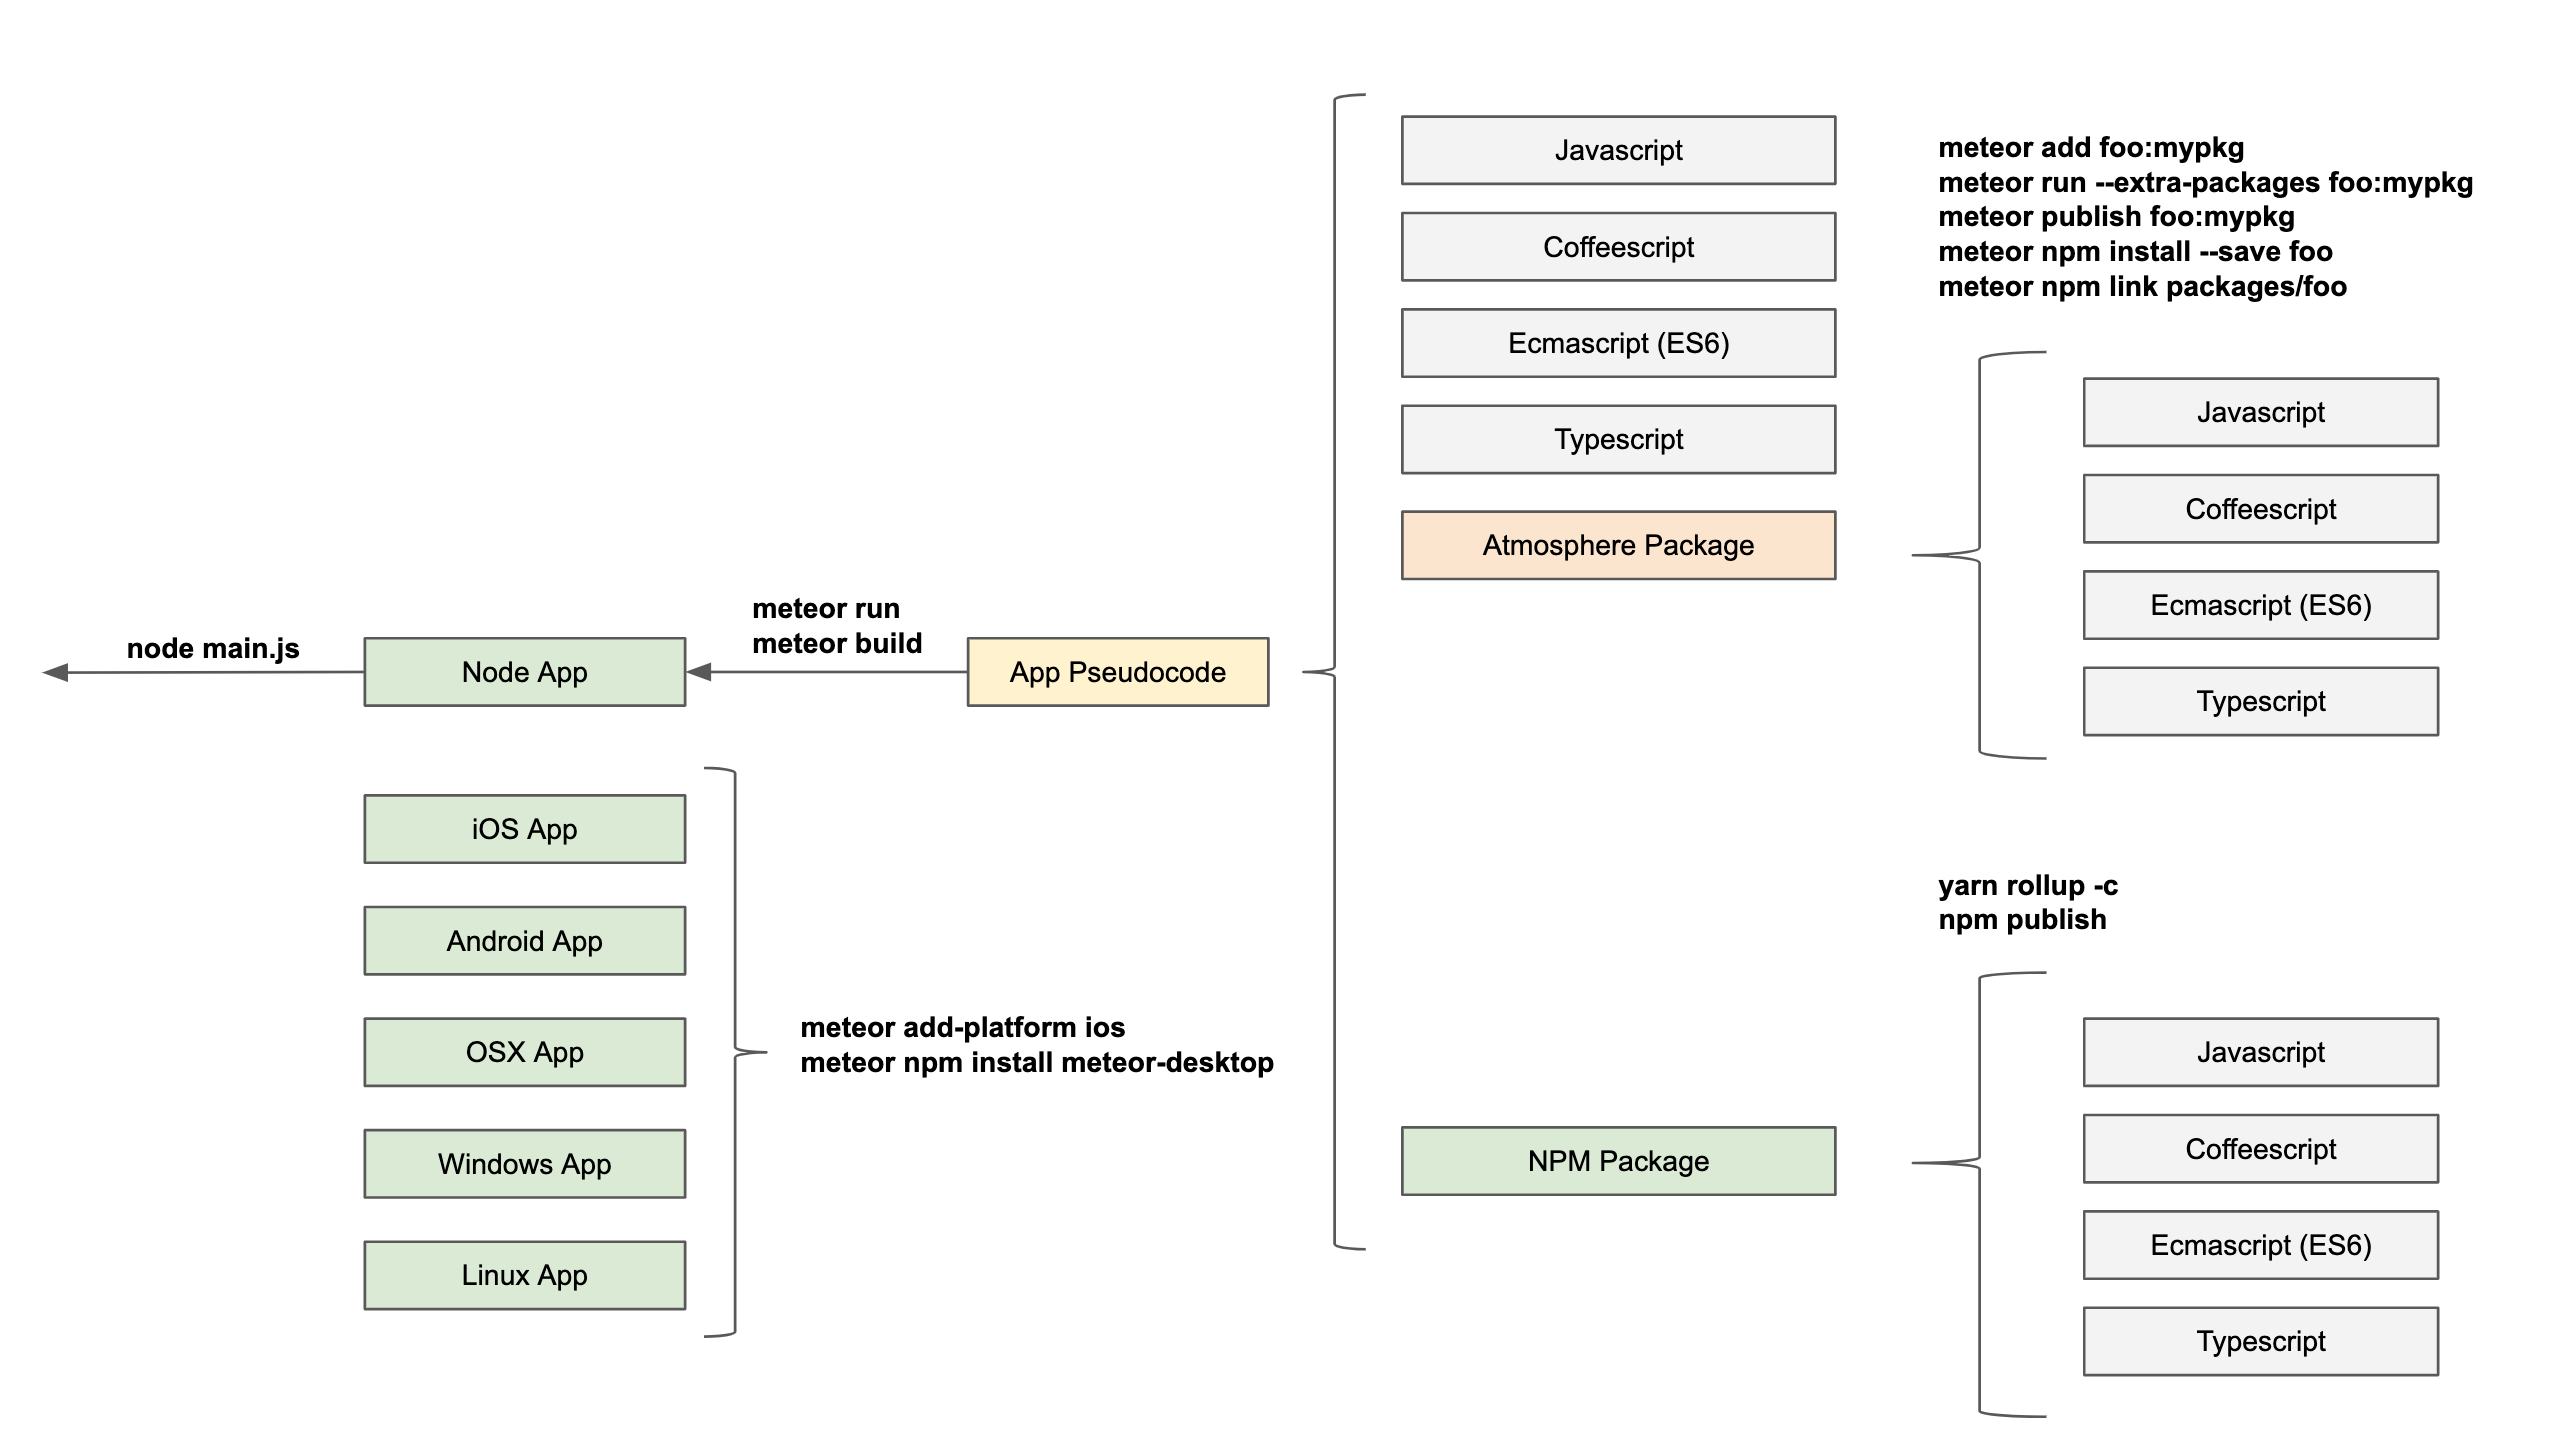 Javascript
Coffeescript
Ecmascript (ES6)
Typescript
Atmosphere Package
meteor add foo:mypkg
meteor run --extra-packages foo:mypkg
meteor publish foo:mypkg
meteor npm install --save foo
meteor npm link packages/foo
Javascript
Coffeescript
Ecmascript (ES6)
Typescript
node main.js
Node App
meteor run
meteor build
App Pseudocode
iOS App
Android App
OSX App
Windows App
Linux App
meteor add-platform ios
meteor npm install meteor-desktop
NPM Package
yarn rollup -c
npm publish
Javascript
Coffeescript
Ecmascript (ES6)
Typescript